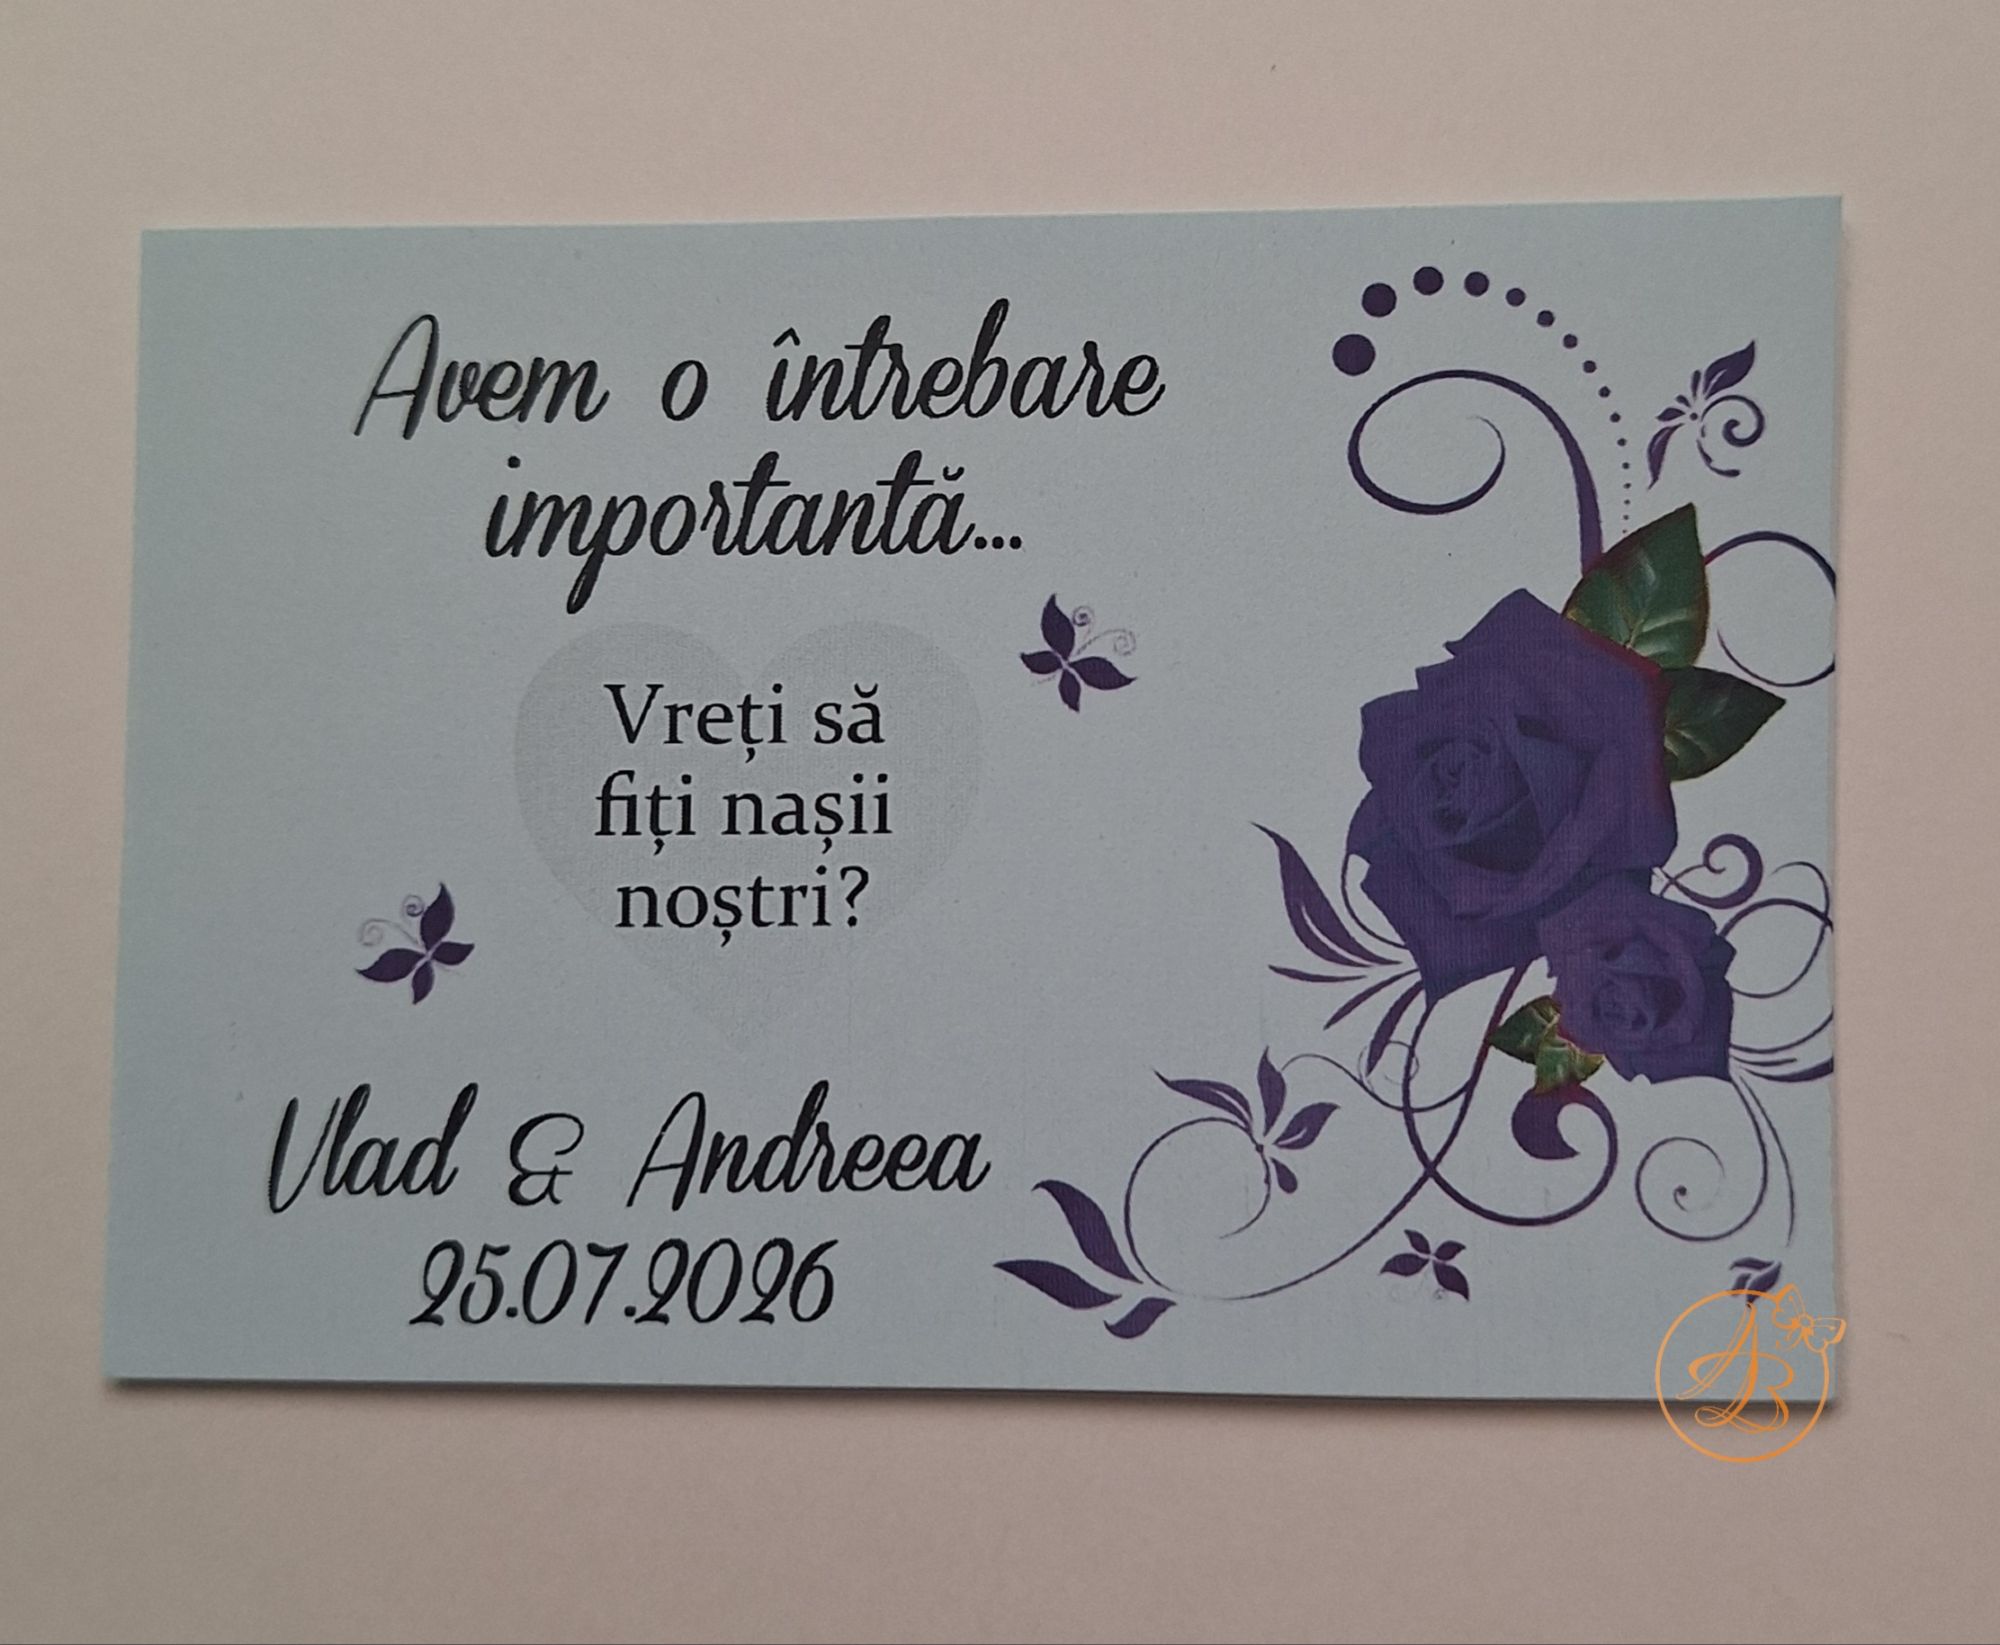 Avem o întrebare
importantă...
Vreți să
fiți nașii
noștri?
Vlad & Andreea
25.07.2026